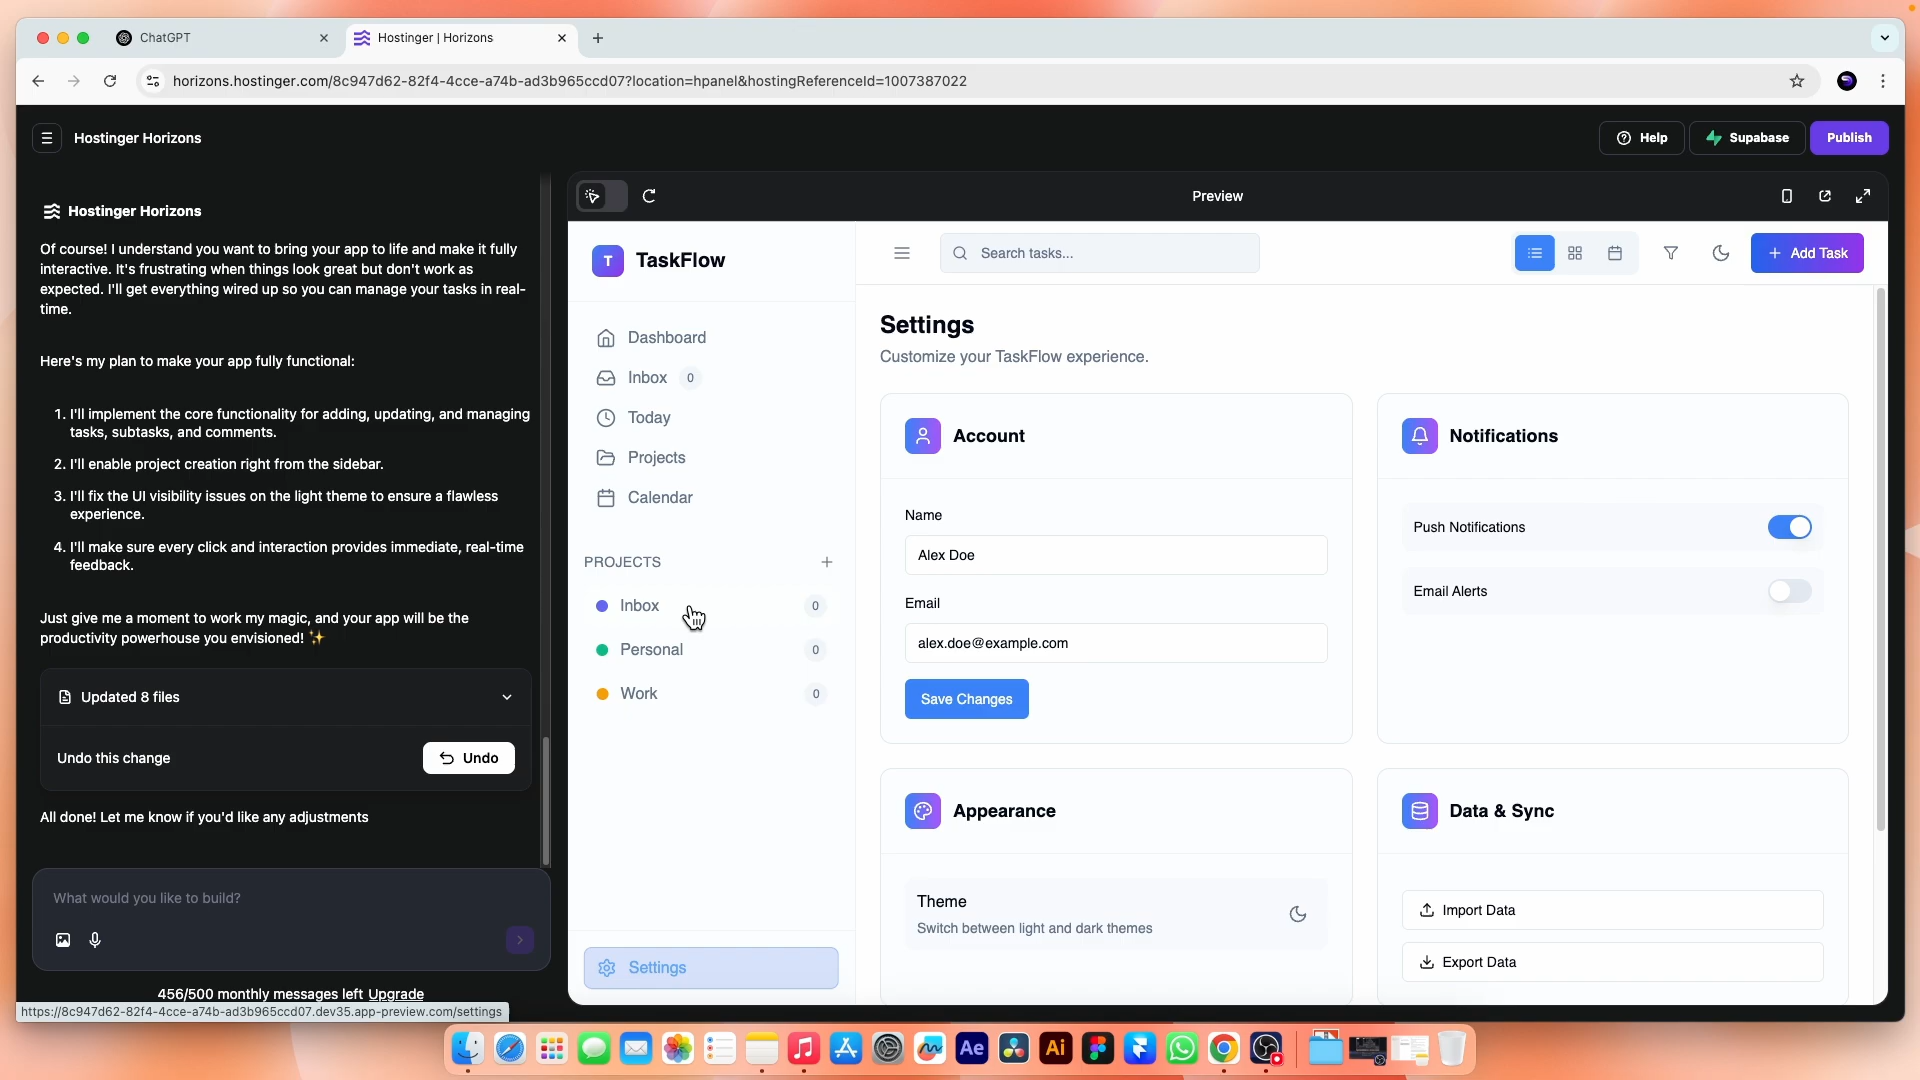 ChatGPT
Hostinger | Horizons
horizons.hostinger.com/8c947d62-82f4-4cce-a74b-ad3b965ccd07?location=hpanel&hostingReferenceId=1007387022
Hostinger Horizons
Help
Supabase
Publish
Hostinger Horizons
Of course! I understand you want to bring your app to life and make it fully
interactive. It's frustrating when things look great but don't work as
expected. I'll get everything wired up so you can manage your tasks in real-
time.
Here's my plan to make your app fully functional:
1. I'll implement the core functionality for adding, updating, and managing
tasks, subtasks, and comments.
2. I'll enable project creation right from the sidebar.
3. I'll fix the UI visibility issues on the light theme to ensure a flawless
experience.
4. I'll make sure every click and interaction provides immediate, real-time
feedback.
Just give me a moment to work my magic, and your app will be the
productivity powerhouse you envisioned! ✨
Updated 8 files
Undo this change
Undo
All done! Let me know if you'd like any adjustments
What would you like to build?
456/500 monthly messages left Upgrade
https://8c947d62-82f4-4cce-a74b-ad3b965ccd07.dev35.app-preview.com/settings
Preview
T
TaskFlow
Dashboard
Inbox 0
Today
Projects
Calendar
PROJECTS
Inbox 0
Personal 0
Work 0
Settings
Search tasks...
Add Task
Settings
Customize your TaskFlow experience.
Account
Name
Alex Doe
Email
alex.doe@example.com
Save Changes
Notifications
Push Notifications
Email Alerts
Appearance
Theme
Switch between light and dark themes
Data & Sync
Import Data
Export Data
Ae
Ai